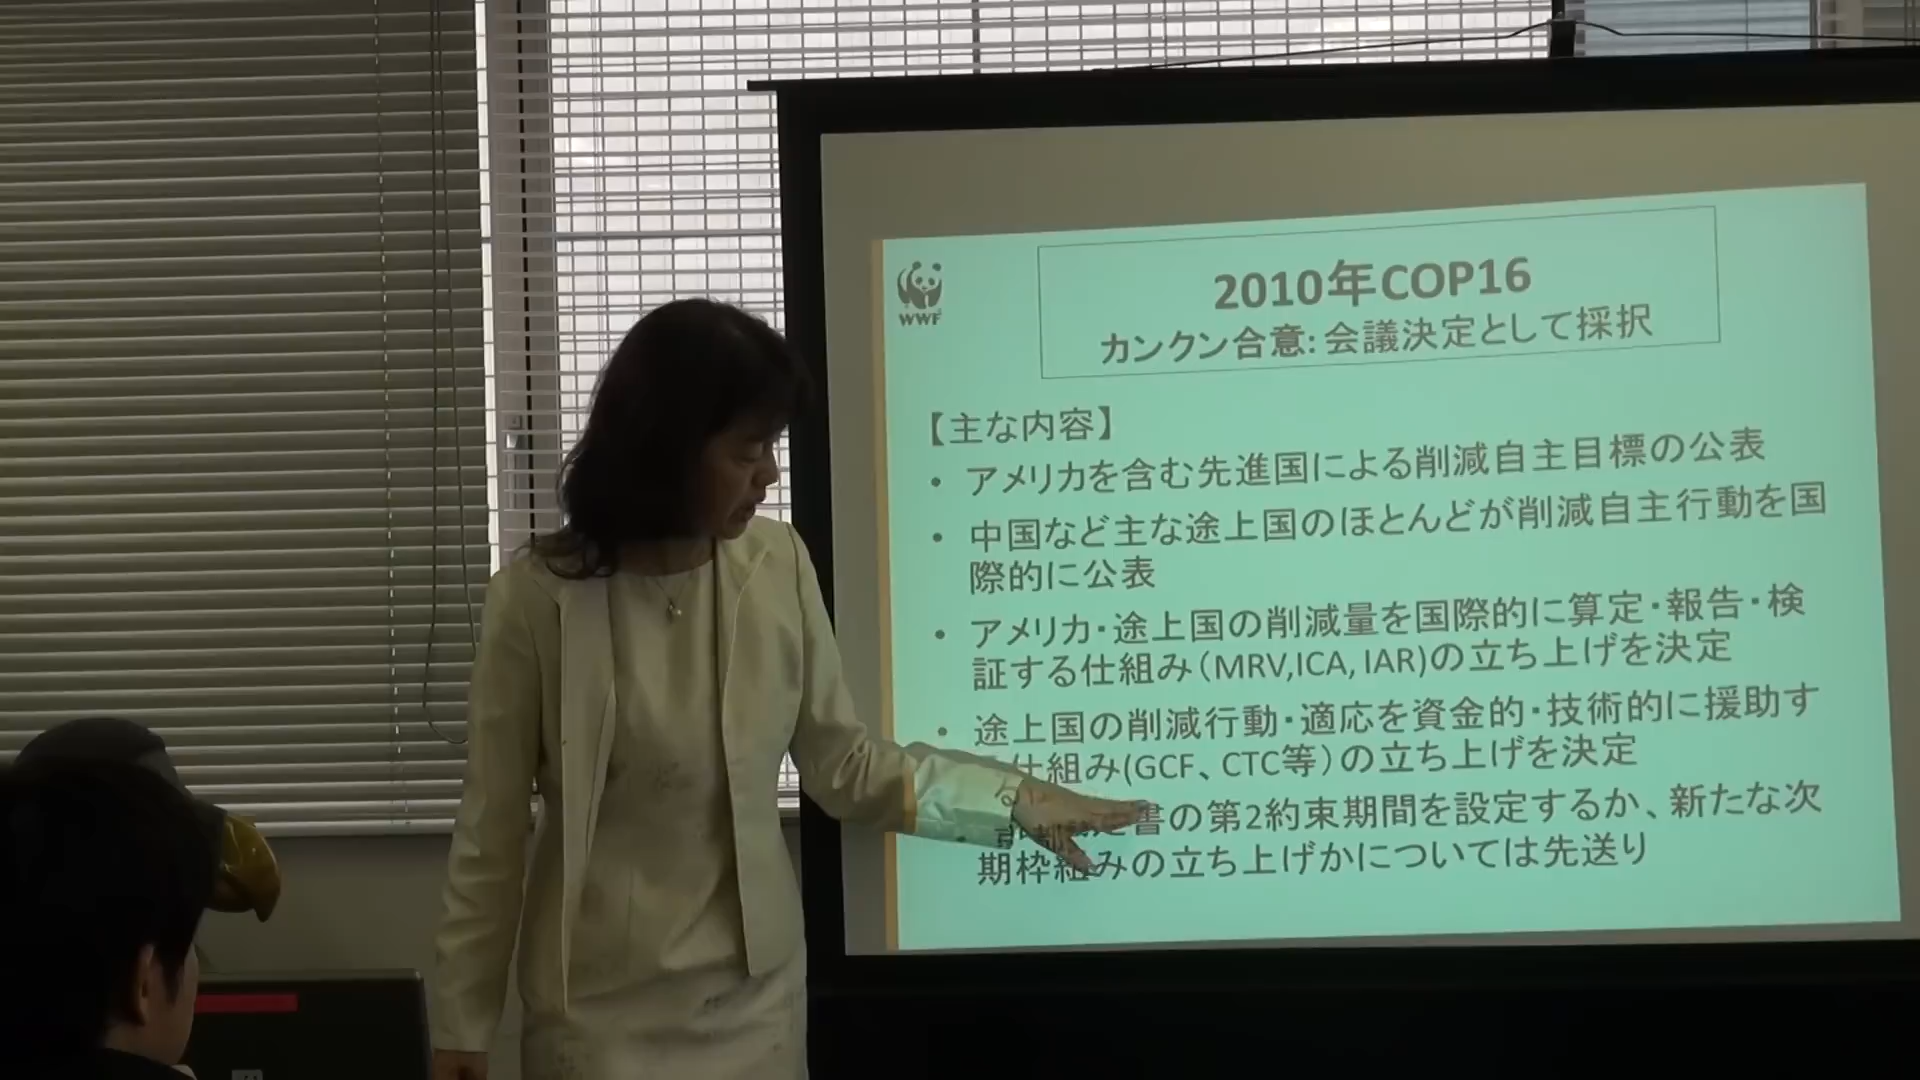 WWF
2010年COP16
カンクン合意: 会議決定として採択
【主な内容】
• アメリカを含む先進国による削減自主目標の公表
• 中国など主な途上国のほとんどが削減自主行動を国
際的に公表
• アメリカ・途上国の削減量を国際的に算定・報告・検
証する仕組み（MRV,ICA, IAR)の立ち上げを決定
• 途上国の削減行動・適応を資金的・技術的に援助す
る仕組み(GCF、CTC等）の立ち上げを決定
• 京都議定書の第2約束期間を設定するか、新たな次
期枠組みの立ち上げかについては先送り